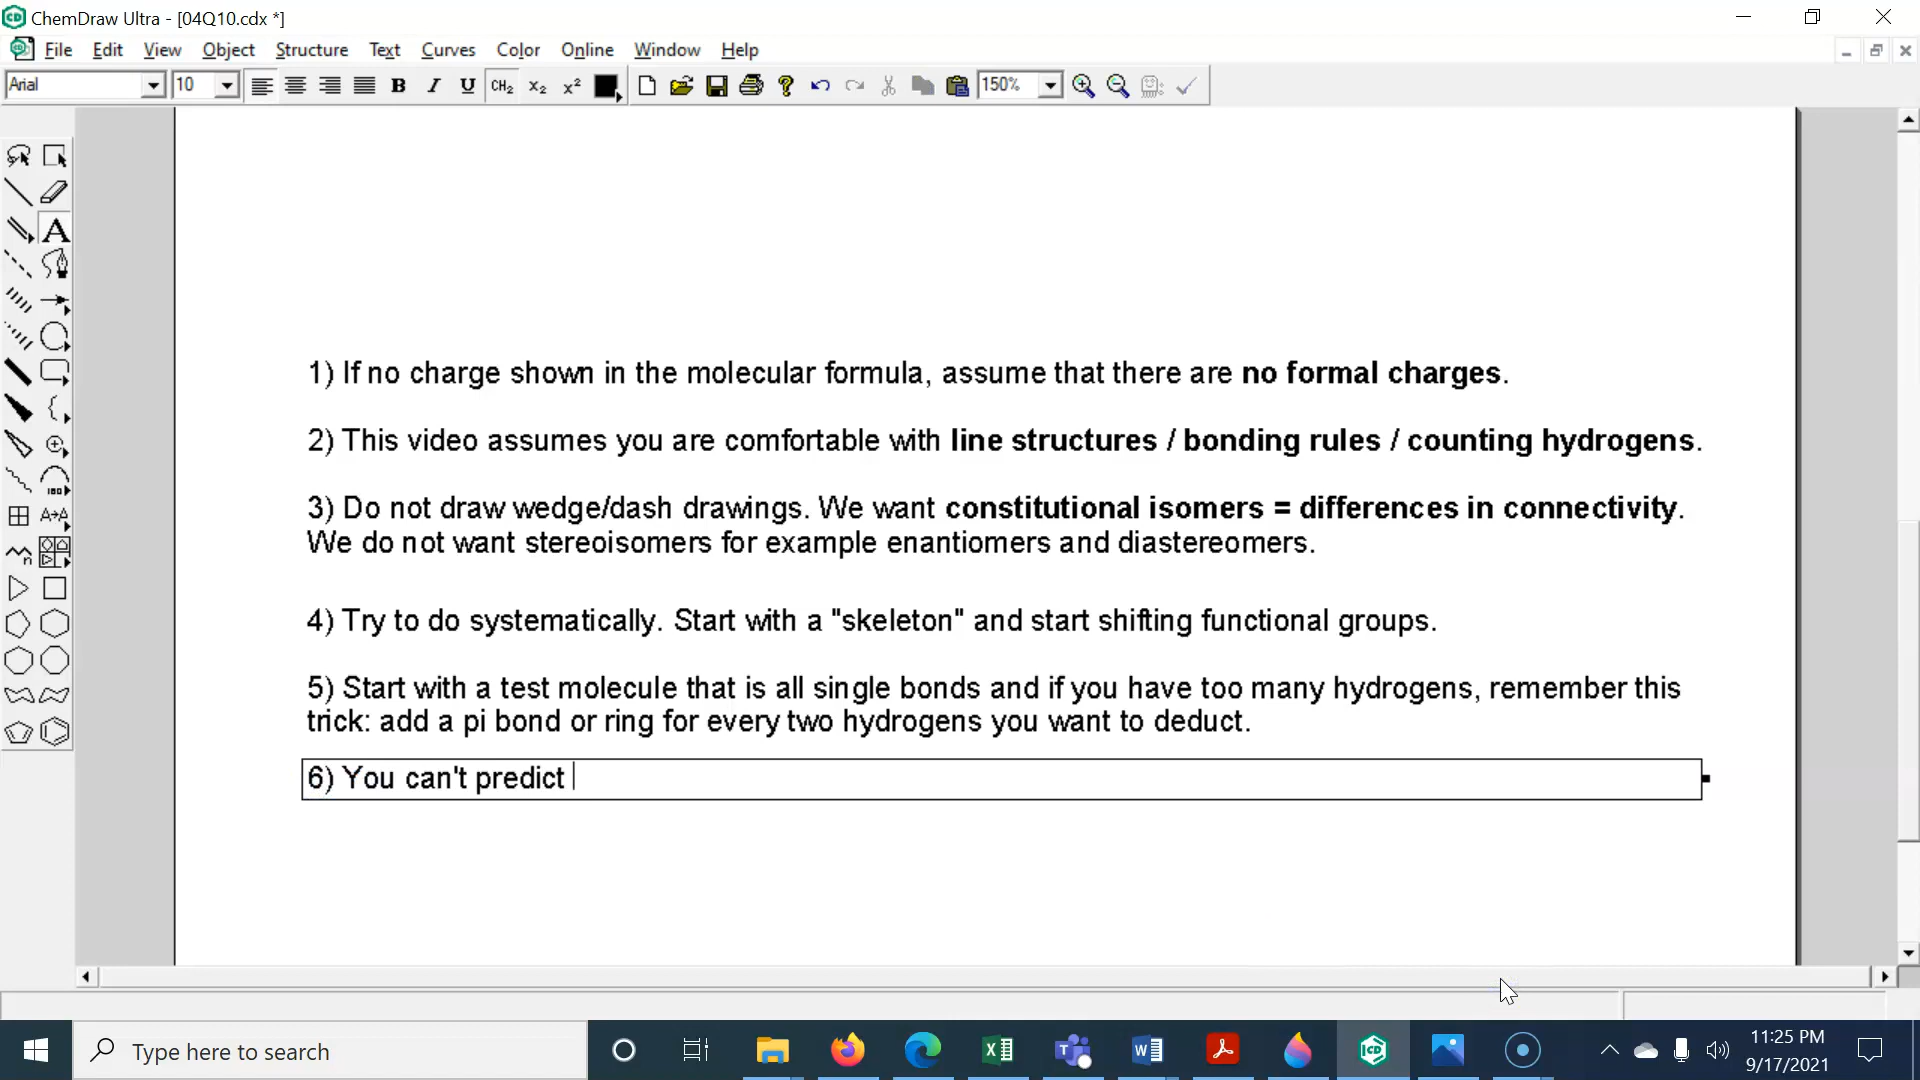 ChemDraw Ultra - [04Q10.cdx *]
File Edit View Object Structure Text Curves Color Online Window Help
Arial 10 B I U CH2 x2 x2 150%
1) If no charge shown in the molecular formula, assume that there are no formal charges.
2) This video assumes you are comfortable with line structures / bonding rules / counting hydrogens.
3) Do not draw wedge/dash drawings. We want constitutional isomers = differences in connectivity.
We do not want stereoisomers for example enantiomers and diastereomers.
4) Try to do systematically. Start with a "skeleton" and start shifting functional groups.
5) Start with a test molecule that is all single bonds and if you have too many hydrogens, remember this
trick: add a pi bond or ring for every two hydrogens you want to deduct.
6) You can't predict
Type here to search
11:25 PM
9/17/2021